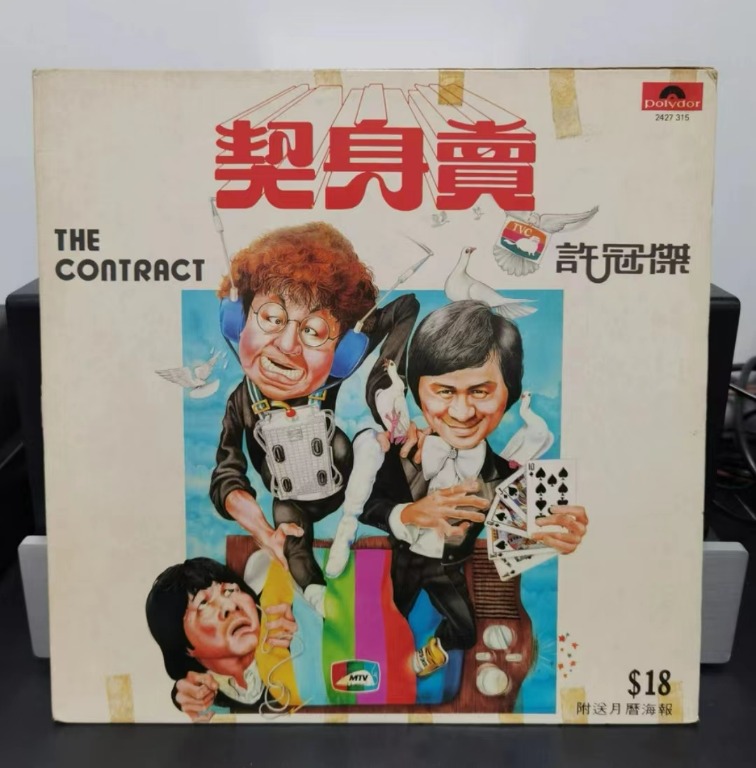 polydor
2427 315
契身賣
THE
CONTRACT
TVC
許冠傑
10
MTV
$18
附送月曆海報